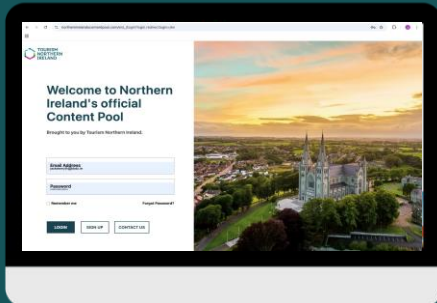 TOURISM
NORTHERN
IRELAND
Welcome to Northern
Ireland's official
Content Pool
Brought to you by Tourism Northern Ireland.
Email Address
Password
Remember me
Forgot Password?
LOGIN
SIGN UP
CONTACT US